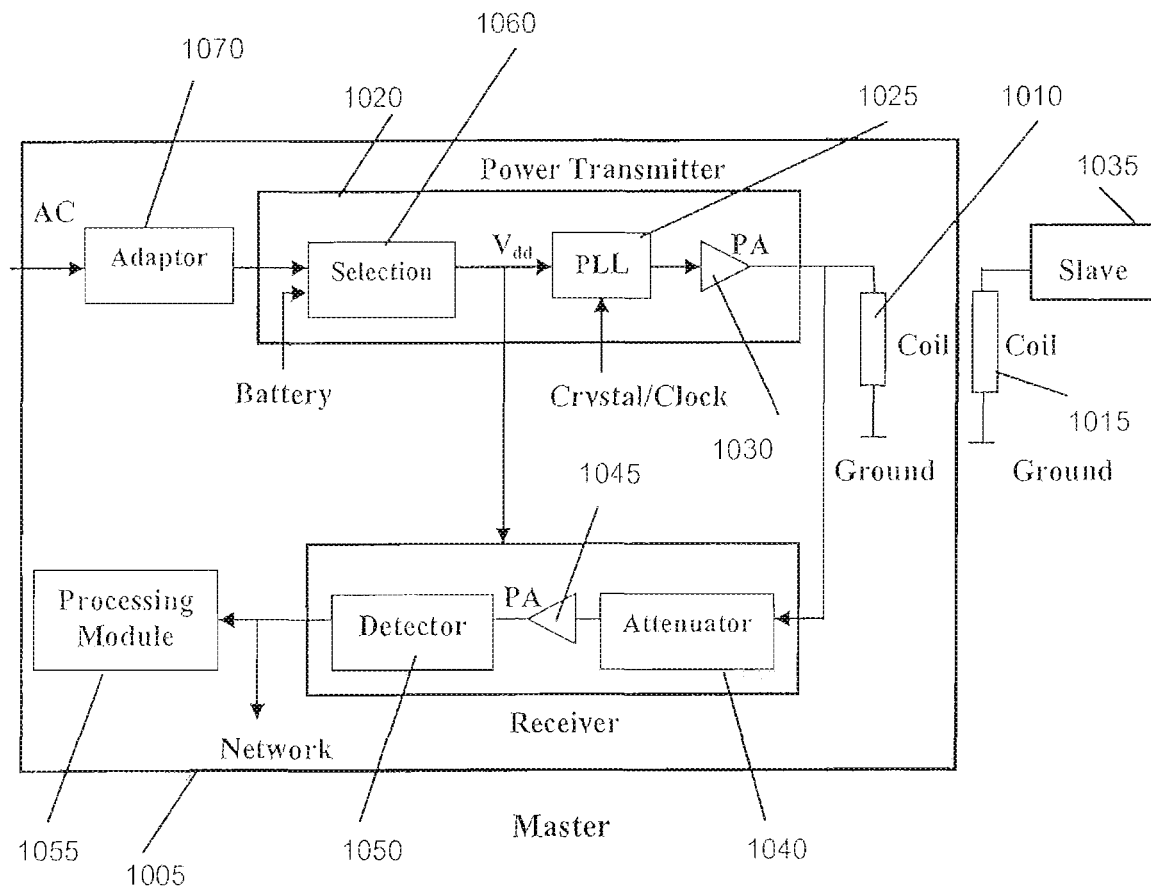 1070
1060
1020
1025
1010
1035
Power Transmitter
AC
Adaptor
Selection
Vdd
PLL
PA
Slave
Coil
Coil
Battery
Crystal/Clock
1030
1015
Ground
Ground
1045
Processing
Module
Detector
PA
Attenuator
Receiver
Network
Master
1055
1005
1050
1040